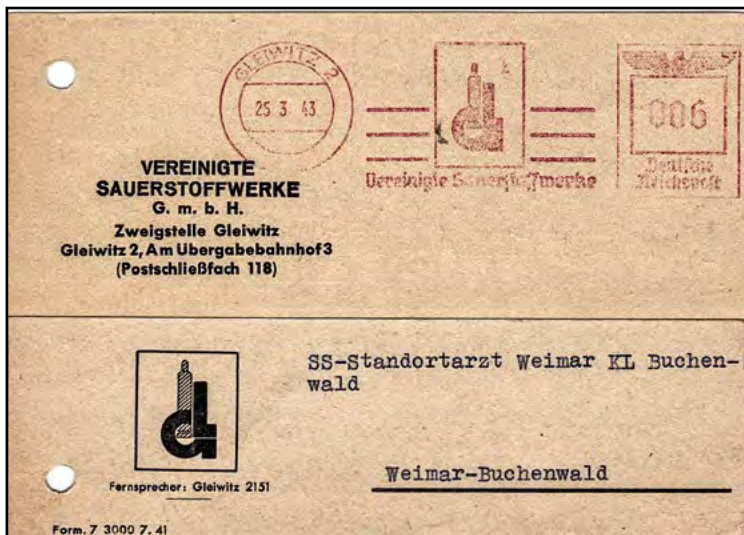 GLEIWITZ 2
25 3 43
006
Deutsche
Reichspost
Vereinigte Sauerstoffwerke
VEREINIGTE
SAUERSTOFFWERKE
G. m. b. H.
Zweigstelle Gleiwitz
Gleiwitz 2, Am Übergabebahnhof 3
(Postschließfach 118)
SS-Standortarzt Weimar KL Buchen-
wald
Weimar-Buchenwald
Fernsprecher: Gleiwitz 2151
Form. 7 3000 7. 41